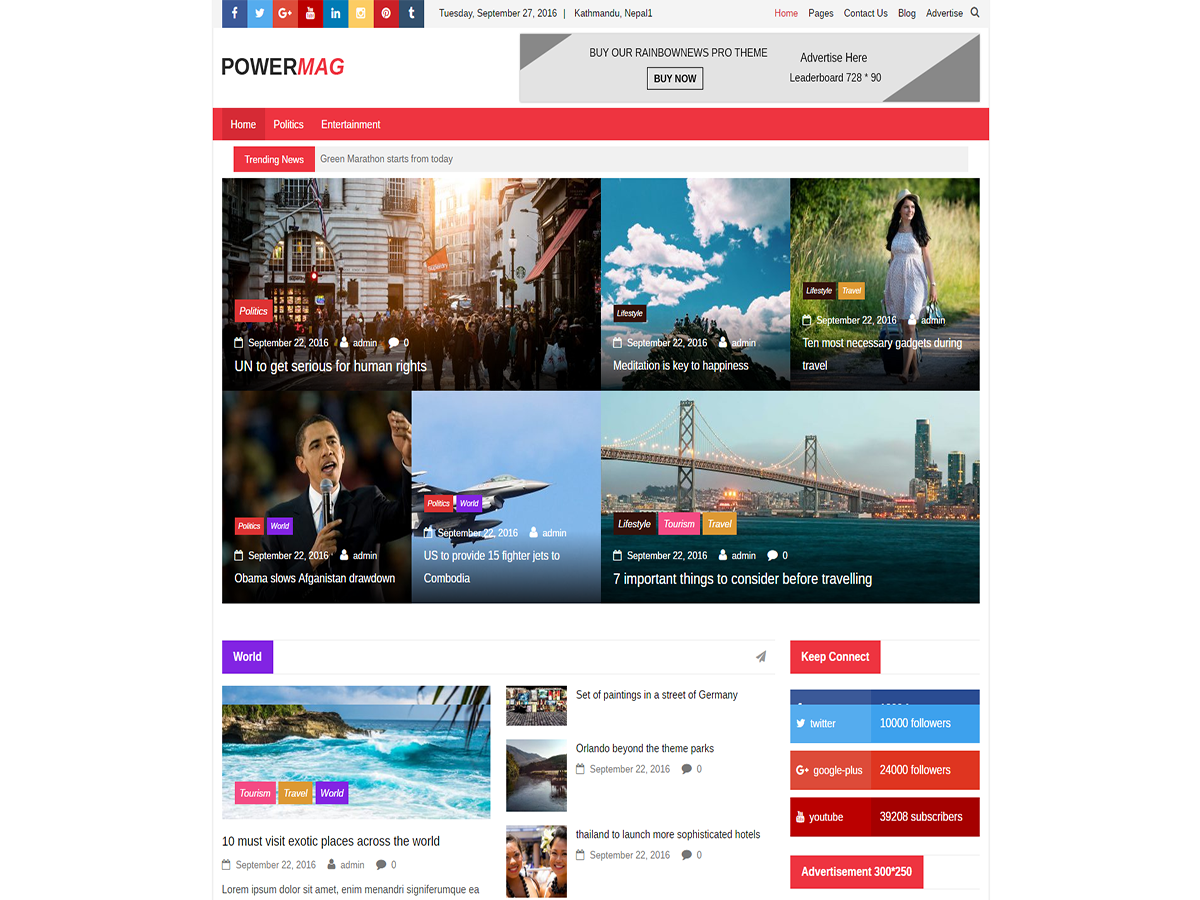 Tuesday, September 27, 2016 | Kathmandu, Nepal1
Home Pages Contact Us Blog Advertise
POWERMAG
BUY OUR RAINBOWNEWS PRO THEME
BUY NOW
Advertise Here
Leaderboard 728 * 90
Home Politics Entertainment
Trending News Green Marathon starts from today
Politics
September 22, 2016 admin 0
UN to get serious for human rights
Lifestyle
September 22, 2016 admin
Meditation is key to happiness
Lifestyle Travel
September 22, 2016 admin
Ten most necessary gadgets during
travel
Politics World
September 22, 2016 admin
Obama slows Afganistan drawdown
Politics World
September 22, 2016 admin
US to provide 15 fighter jets to
Combodia
Lifestyle Tourism Travel
September 22, 2016 admin 0
7 important things to consider before travelling
World
Tourism Travel World
10 must visit exotic places across the world
September 22, 2016 admin 0
Lorem ipsum dolor sit amet, enim menandri signiferumque ea
Set of paintings in a street of Germany
Orlando beyond the theme parks
September 22, 2016 0
thailand to launch more sophisticated hotels
September 22, 2016 0
Keep Connect
twitter 10000 followers
google-plus 24000 followers
youtube 39208 subscribers
Advertisement 300*250